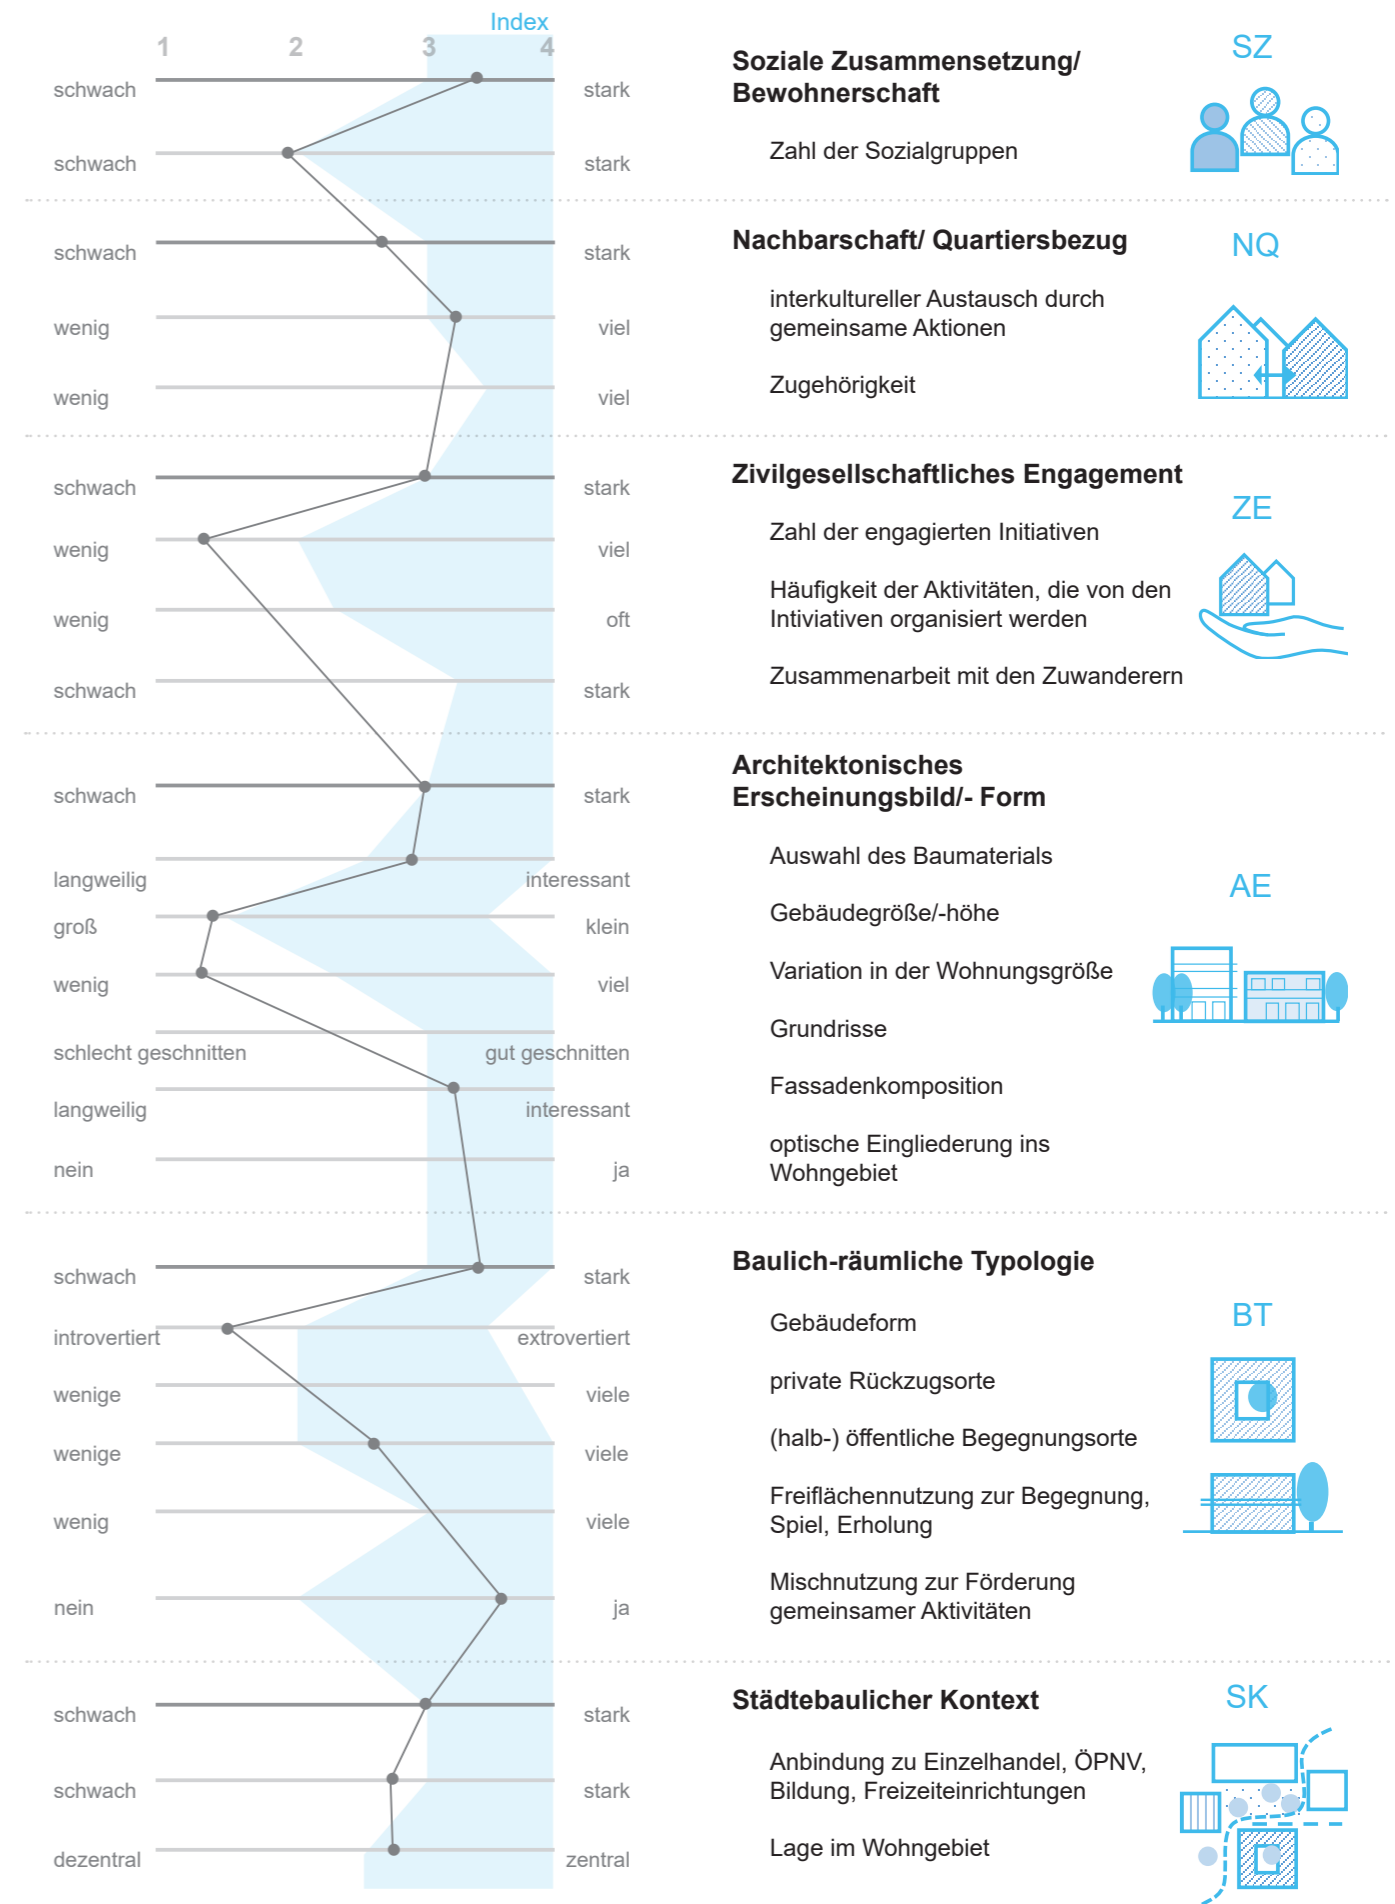 Index
1 2 3 4
schwach stark
Soziale Zusammensetzung/
Bewohnerschaft
SZ
schwach stark
Zahl der Sozialgruppen
schwach stark
Nachbarschaft/ Quartiersbezug
NQ
wenig viel
interkultureller Austausch durch
gemeinsame Aktionen
wenig viel
Zugehörigkeit
schwach stark
Zivilgesellschaftliches Engagement
ZE
wenig viel
Zahl der engagierten Initiativen
wenig oft
Häufigkeit der Aktivitäten, die von den
Intiviativen organisiert werden
schwach stark
Zusammenarbeit mit den Zuwanderern
schwach stark
Architektonisches
Erscheinungsbild/- Form
AE
langweilig interessant
Auswahl des Baumaterials
groß klein
Gebäudegröße/-höhe
wenig viel
Variation in der Wohnungsgröße
schlecht geschnitten gut geschnitten
Grundrisse
langweilig interessant
Fassadenkomposition
nein ja
optische Eingliederung ins
Wohngebiet
schwach stark
Baulich-räumliche Typologie
BT
introvertiert extrovertiert
Gebäudeform
wenige viele
private Rückzugsorte
wenige viele
(halb-) öffentliche Begegnungsorte
wenig viele
Freiflächennutzung zur Begegnung,
Spiel, Erholung
nein ja
Mischnutzung zur Förderung
gemeinsamer Aktivitäten
schwach stark
Städtebaulicher Kontext
SK
schwach stark
Anbindung zu Einzelhandel, ÖPNV,
Bildung, Freizeiteinrichtungen
dezentral zentral
Lage im Wohngebiet